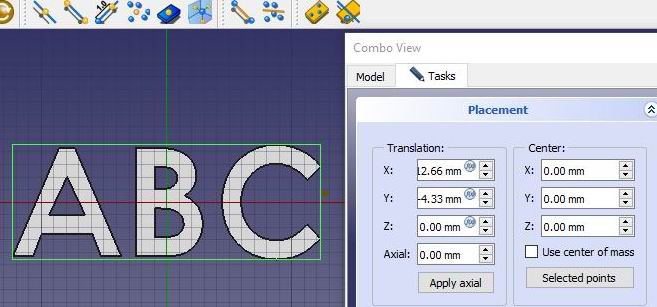 1.0
Combo View
Model
Tasks
Placement
ABC
Translation:
Center:
X: 12.66 mm
X: 0.00 mm
Y: -4.33 mm
Y: 0.00 mm
Z: 0.00 mm
Z: 0.00 mm
Axial: 0.00 mm
Use center of mass
Apply axial
Selected points